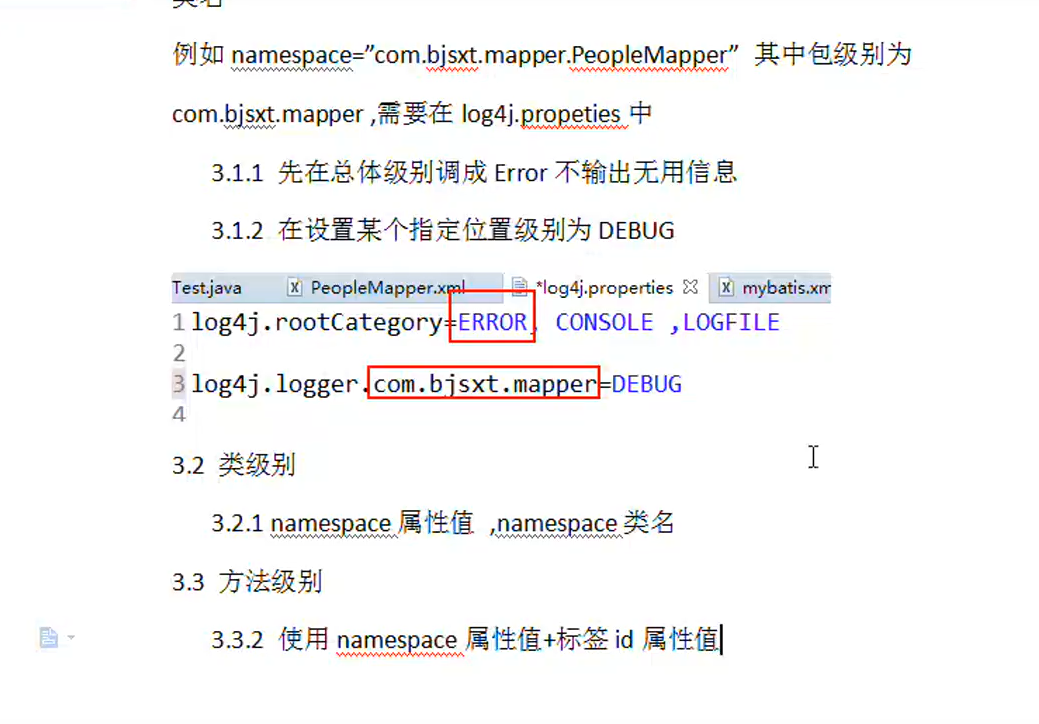 类名
例如 namespace=”com.bjsxt.mapper.PeopleMapper” 其中包级别为
com.bjsxt.mapper ,需要在 log4j.propeties 中
3.1.1 先在总体级别调成 Error 不输出无用信息
3.1.2 在设置某个指定位置级别为 DEBUG
Test.java PeopleMapper.xml *log4j.properties mybatis.xm
1 log4j.rootCategory=ERROR, CONSOLE ,LOGFILE
2
3 log4j.logger.com.bjsxt.mapper=DEBUG
4
3.2 类级别
3.2.1 namespace 属性值 ,namespace 类名
3.3 方法级别
3.3.2 使用 namespace 属性值+标签 id 属性值